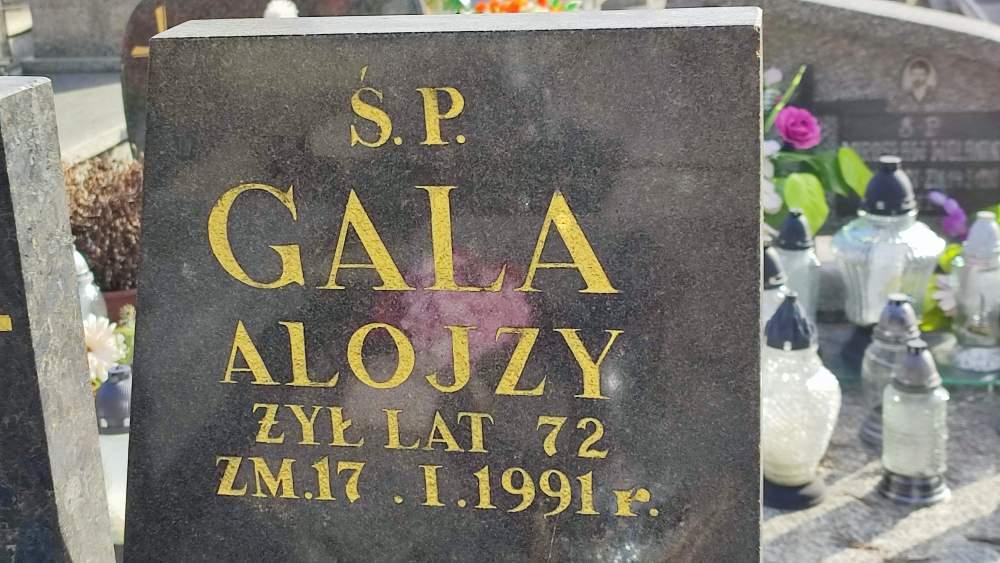 Ś.P.
GALA
ALOJZY
ŻYŁ LAT 72
ZM.17 . I.1991 r.
Ś P